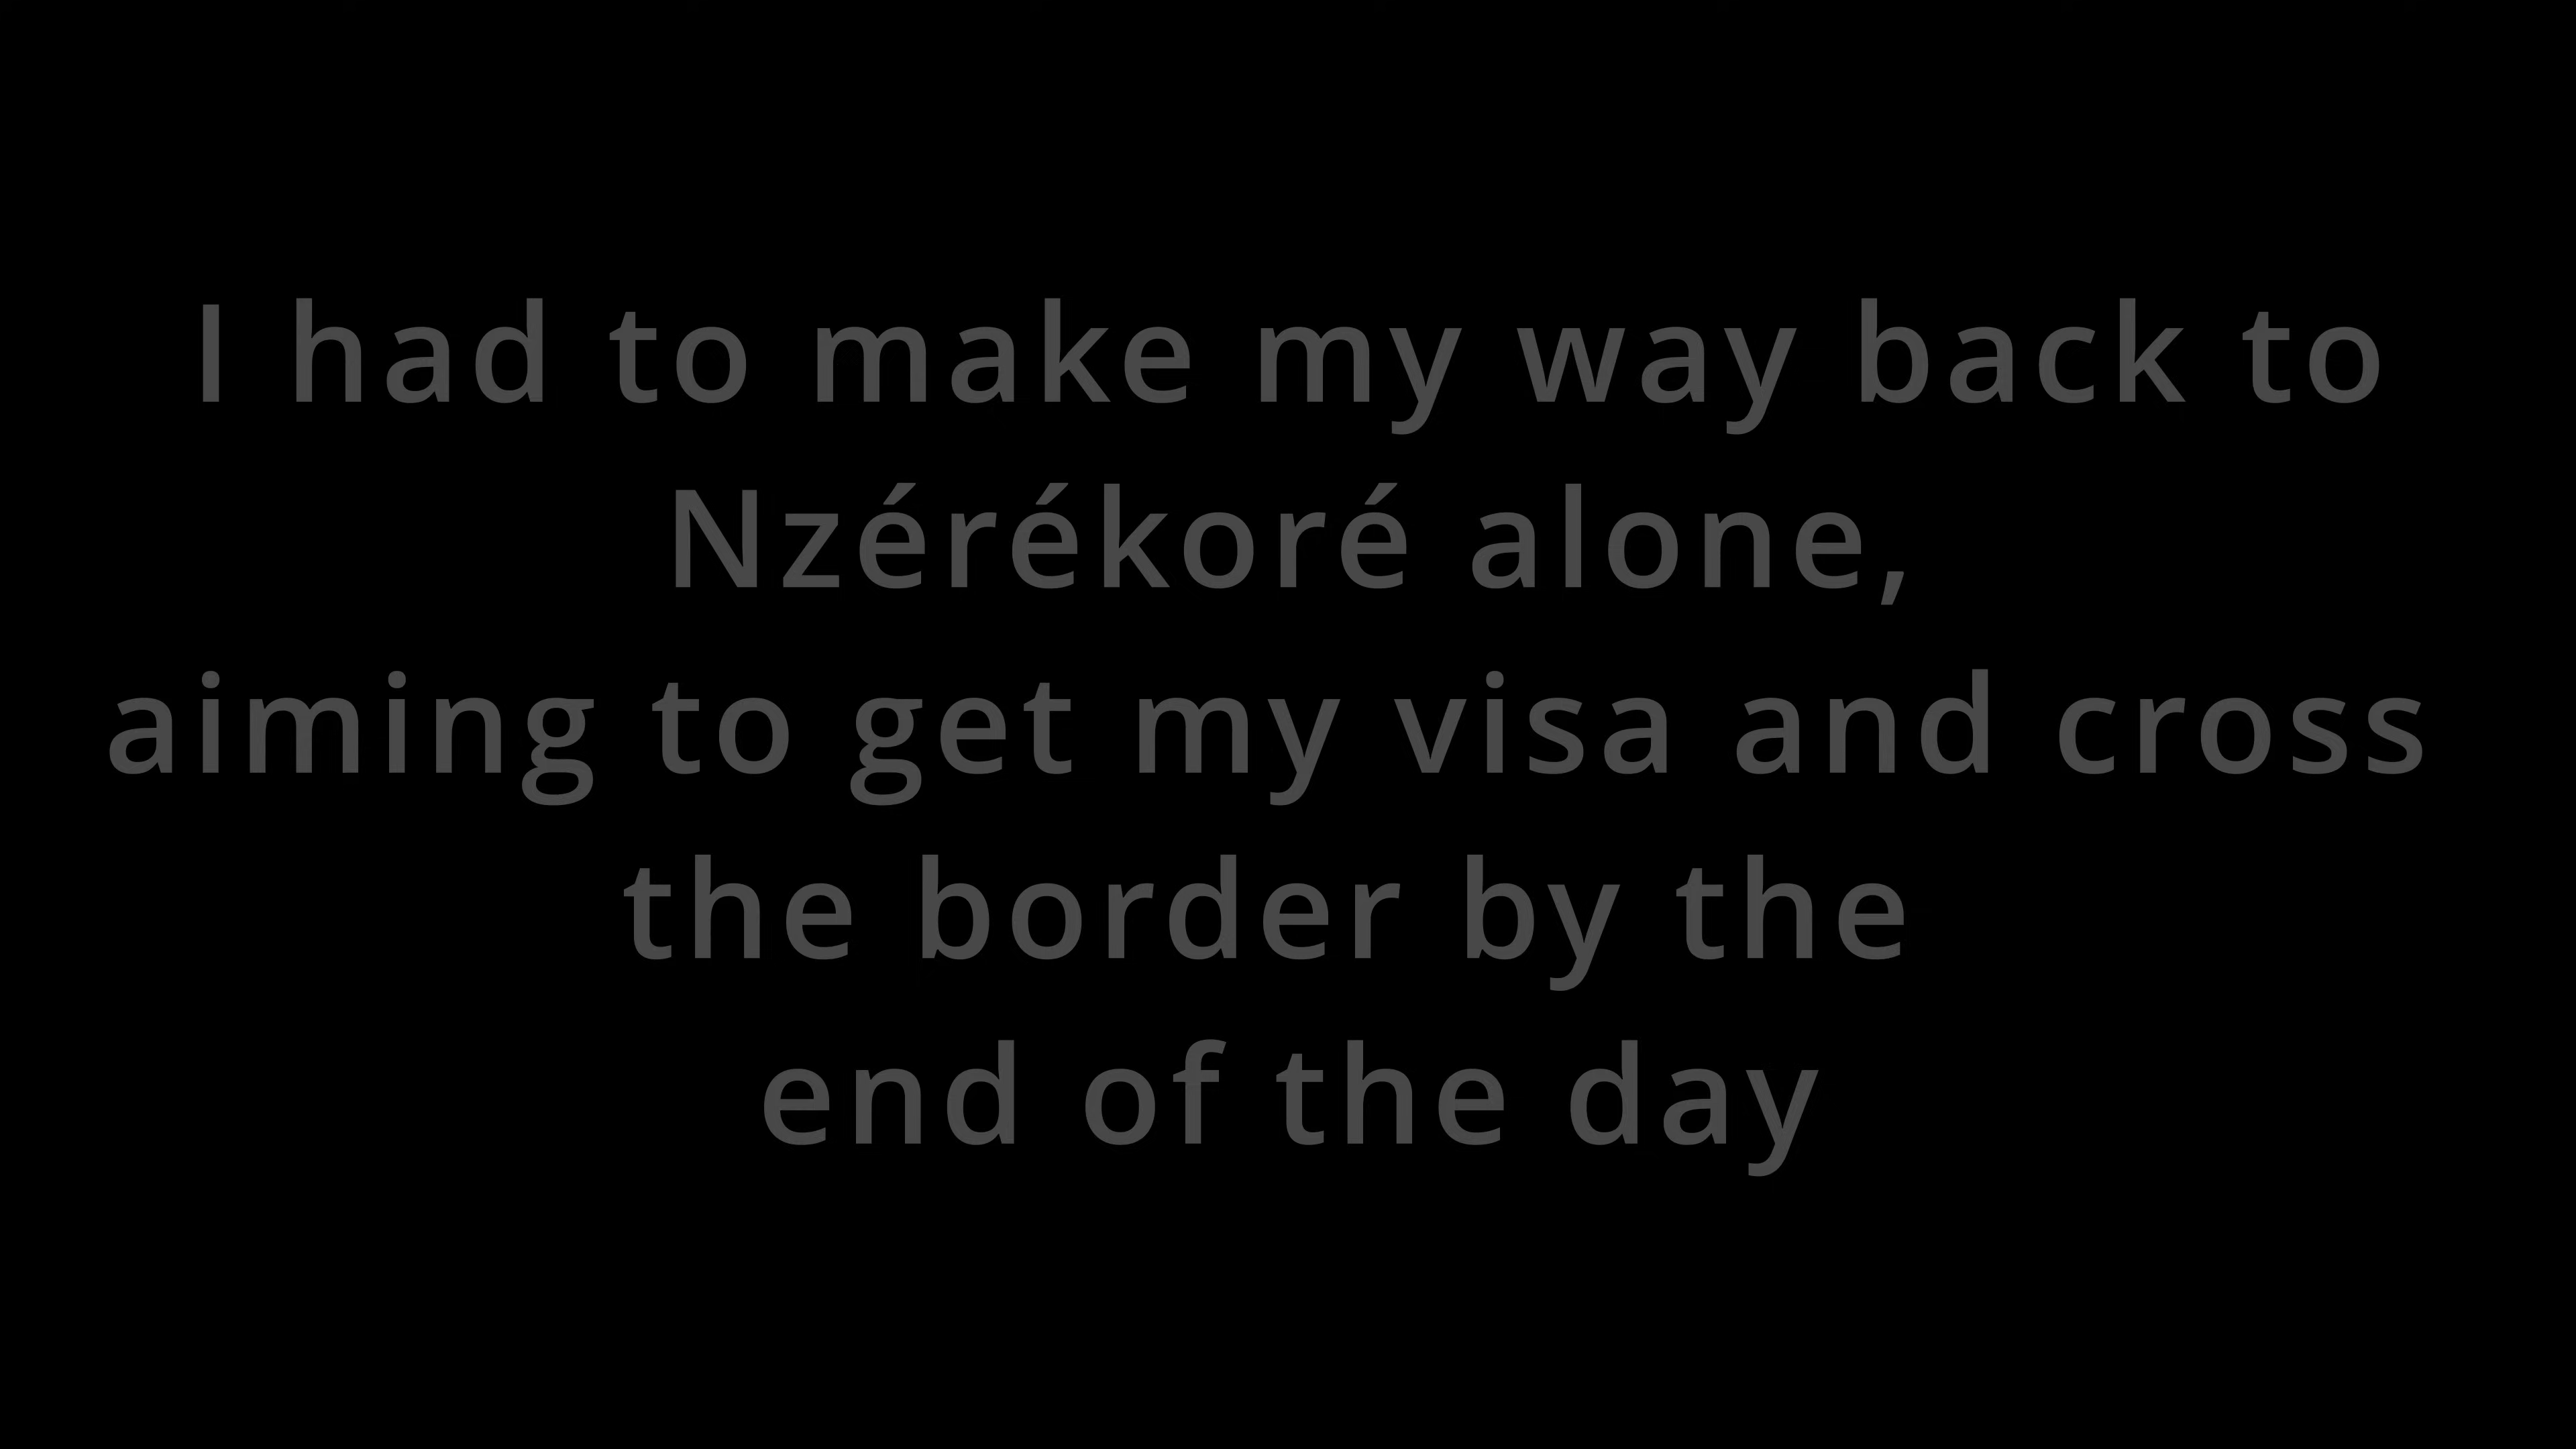 I had to make my way back to
Nzérékoré alone,
aiming to get my visa and cross
the border by the
end of the day